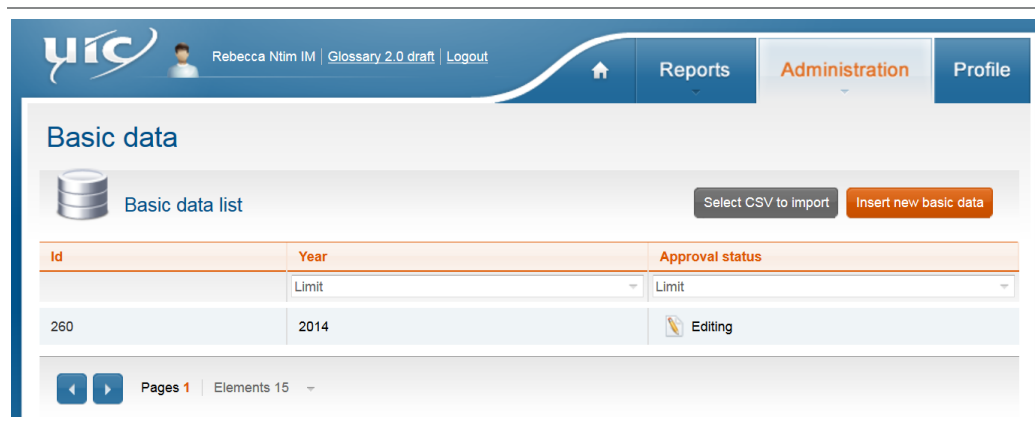 uic Rebecca Ntim IM | Glossary 2.0 draft | Logout
Reports Administration Profile
Basic data
Basic data list Select CSV to import Insert new basic data
Id Year Approval status
Limit Limit
260 2014 Editing
Pages 1 | Elements 15